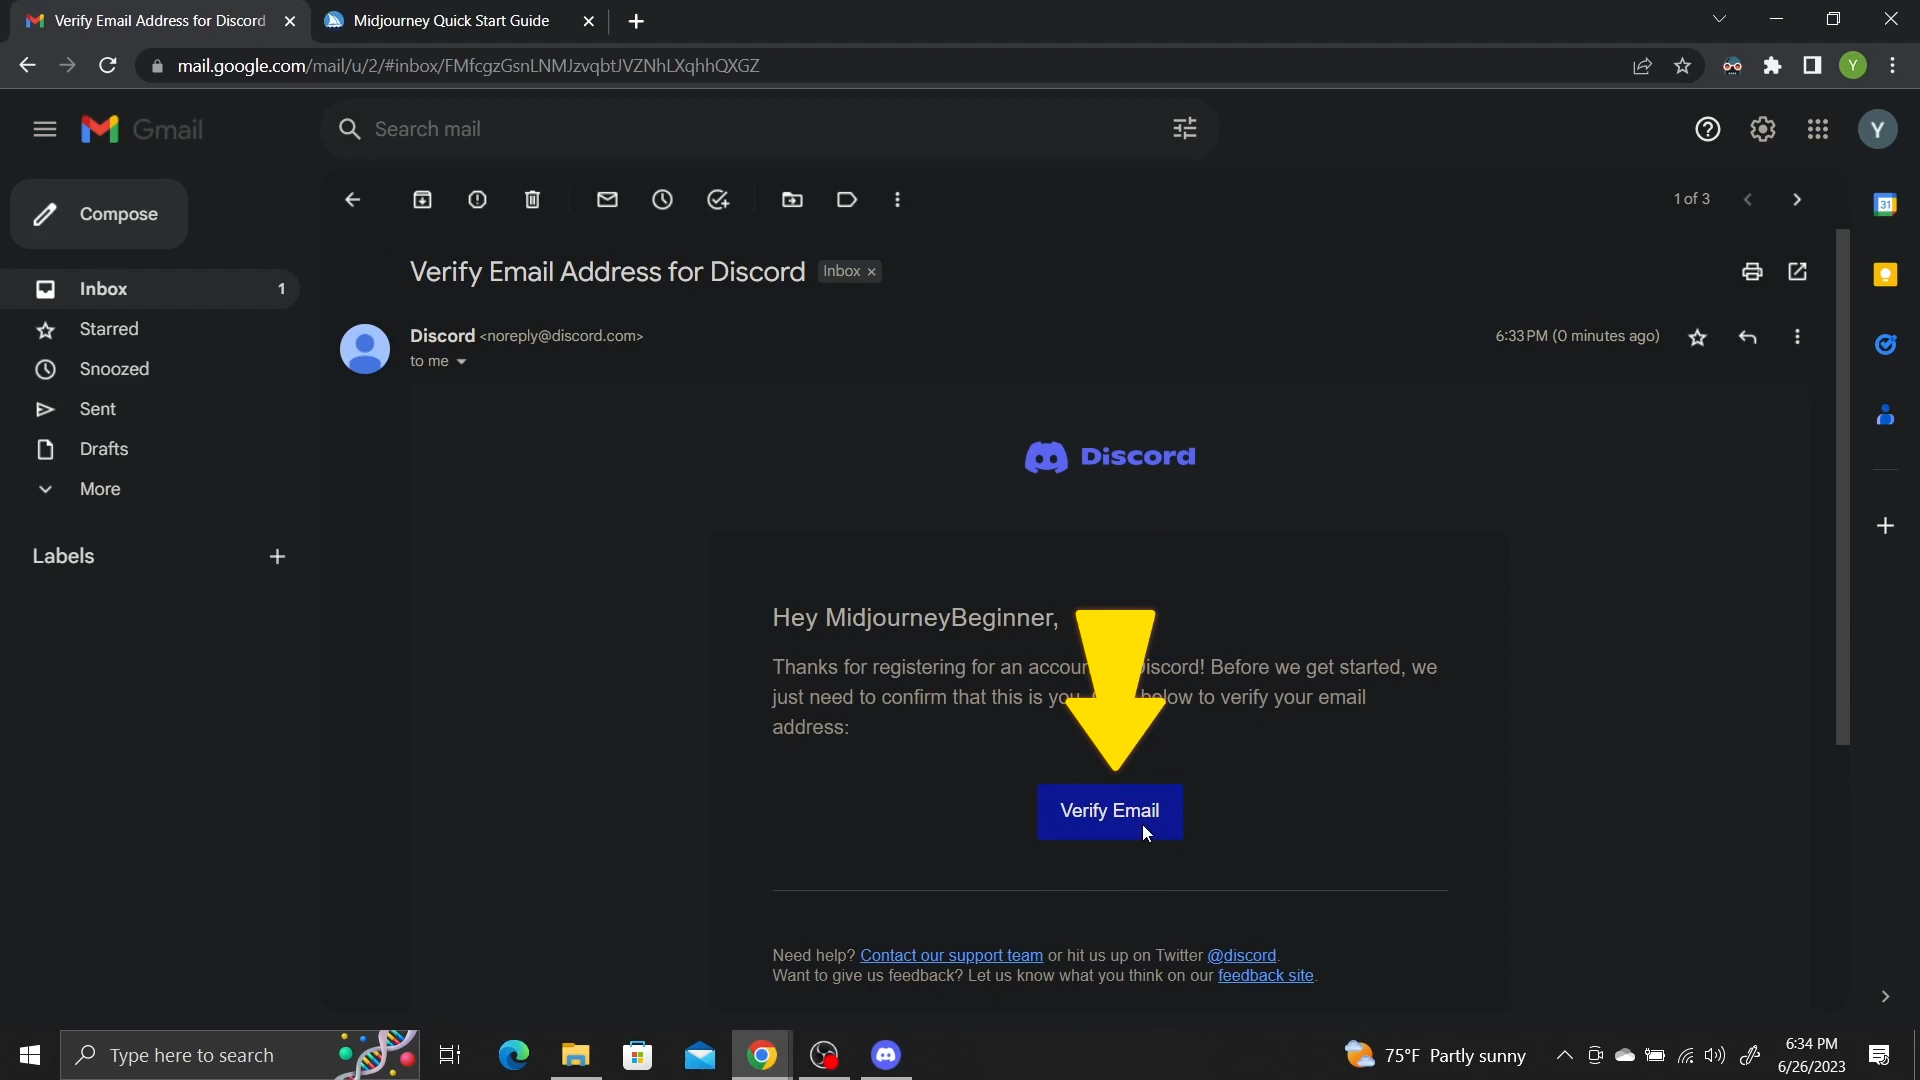 Verify Email Address for Discord
Midjourney Quick Start Guide
mail.google.com/mail/u/2/#inbox/FMfcgzGsnLNMJzvqbtJVZNhLXqhhQXGZ
Y
Gmail
Search mail
Y
Compose
1 of 3
31
Verify Email Address for Discord
Inbox
Inbox 1
Starred
Snoozed
Sent
Drafts
More
Labels
Discord <noreply@discord.com>
6:33 PM (0 minutes ago)
to me
Discord
Hey MidjourneyBeginner,
Thanks for registering for an accoun iscord! Before we get started, we
just need to confirm that this is you below to verify your email
address:
Verify Email
Need help? Contact our support team or hit us up on Twitter @discord.
Want to give us feedback? Let us know what you think on our feedback site.
Type here to search
75°F Partly sunny
6:34 PM
6/26/2023